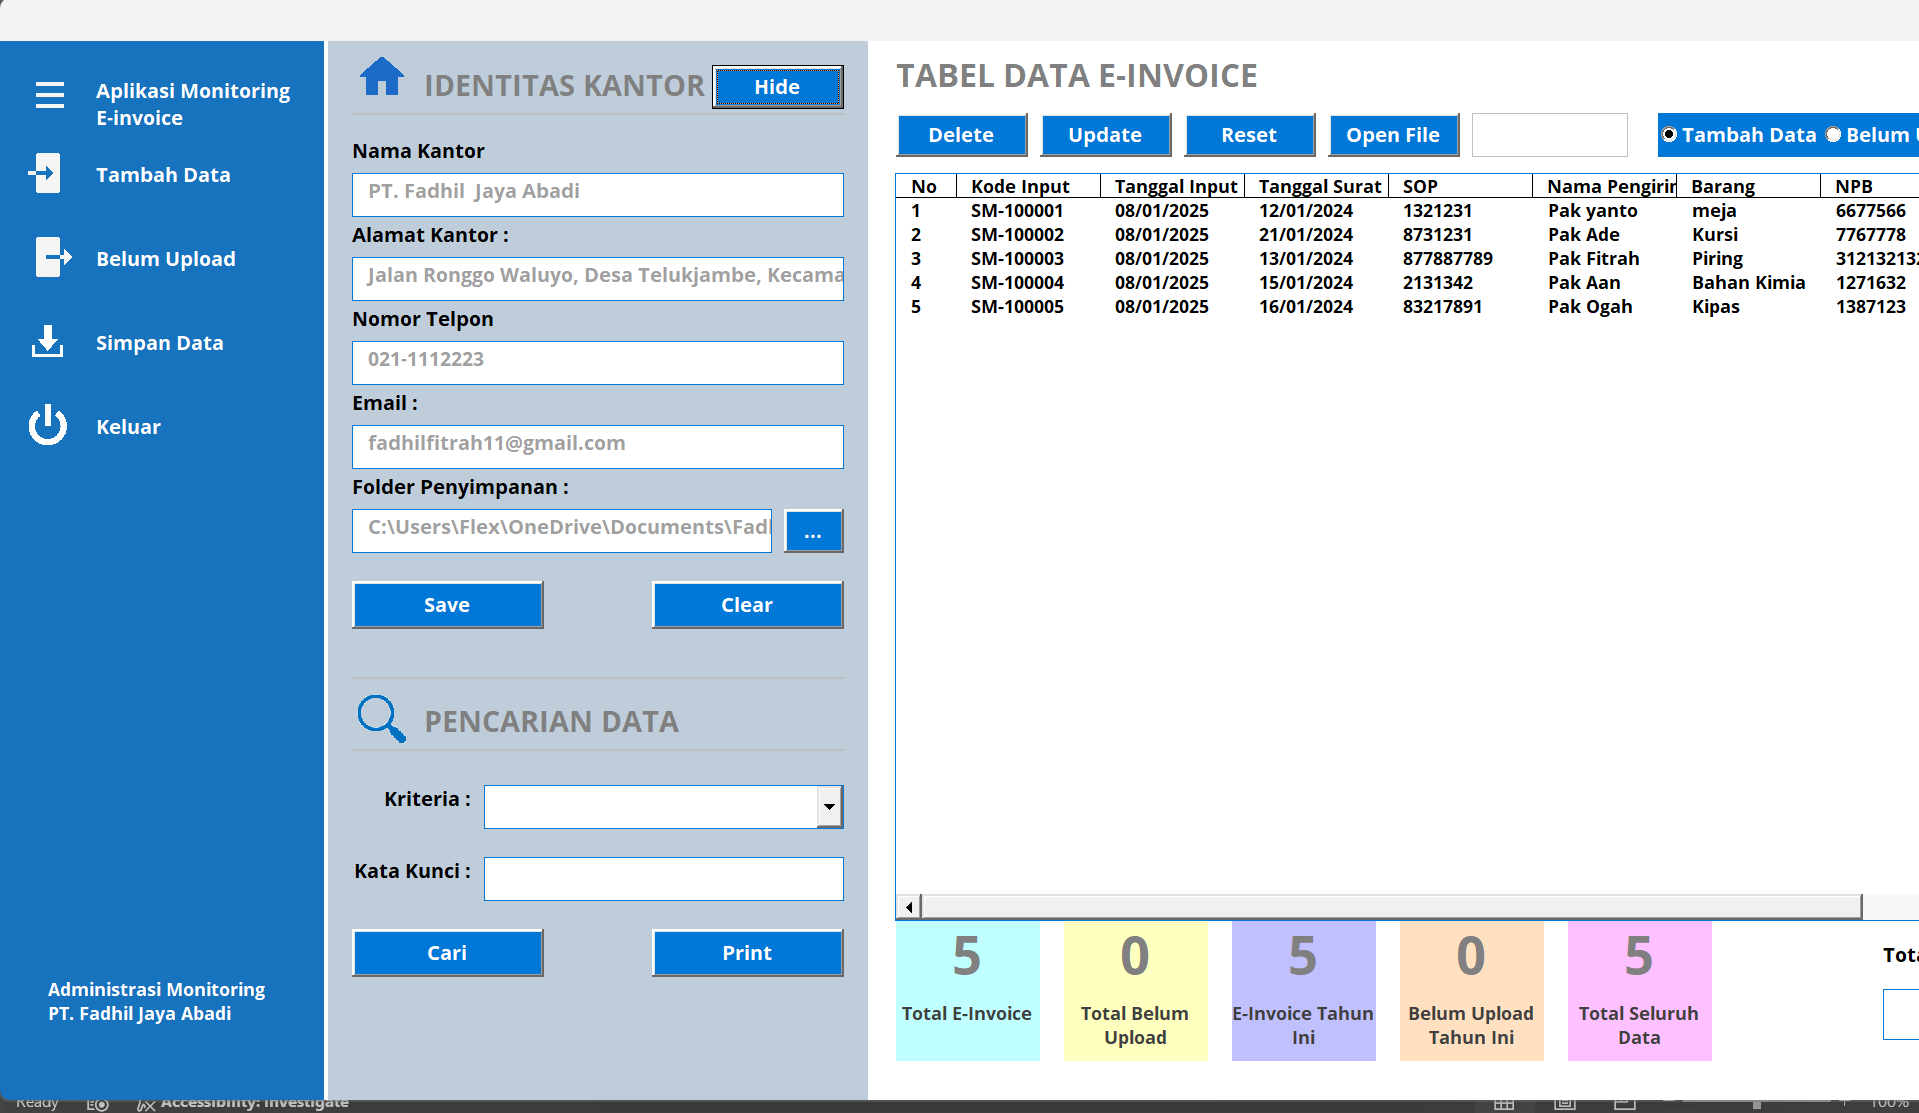 Aplikasi Monitoring
E-invoice
Tambah Data
Belum Upload
Simpan Data
Keluar
Administrasi Monitoring
PT. Fadhil Jaya Abadi
IDENTITAS KANTOR
Hide
Nama Kantor
PT. Fadhil  Jaya Abadi
Alamat Kantor :
Jalan Ronggo Waluyo, Desa Telukjambe, Kecama
Nomor Telpon
021-1112223
Email :
fadhilfitrah11@gmail.com
Folder Penyimpanan :
C:\Users\Flex\OneDrive\Documents\Fadl
...
Save Clear
PENCARIAN DATA
Kriteria :
Kata Kunci :
Cari Print
TABEL DATA E-INVOICE
Delete Update Reset Open File Tambah Data Belum U
No Kode Input Tanggal Input Tanggal Surat SOP Nama Pengirin Barang NPB
1 SM-100001 08/01/2025 12/01/2024 1321231 Pak yanto meja 6677566
2 SM-100002 08/01/2025 21/01/2024 8731231 Pak Ade Kursi 7767778
3 SM-100003 08/01/2025 13/01/2024 877887789 Pak Fitrah Piring 312132132
4 SM-100004 08/01/2025 15/01/2024 2131342 Pak Aan Bahan Kimia 1271632
5 SM-100005 08/01/2025 16/01/2024 83217891 Pak Ogah Kipas 1387123
5 0 5 0 5
Total E-Invoice
Total Belum
Upload
E-Invoice Tahun
Ini
Belum Upload
Tahun Ini
Total Seluruh
Data
Tota
Ready Accessibility: Investigate 100%